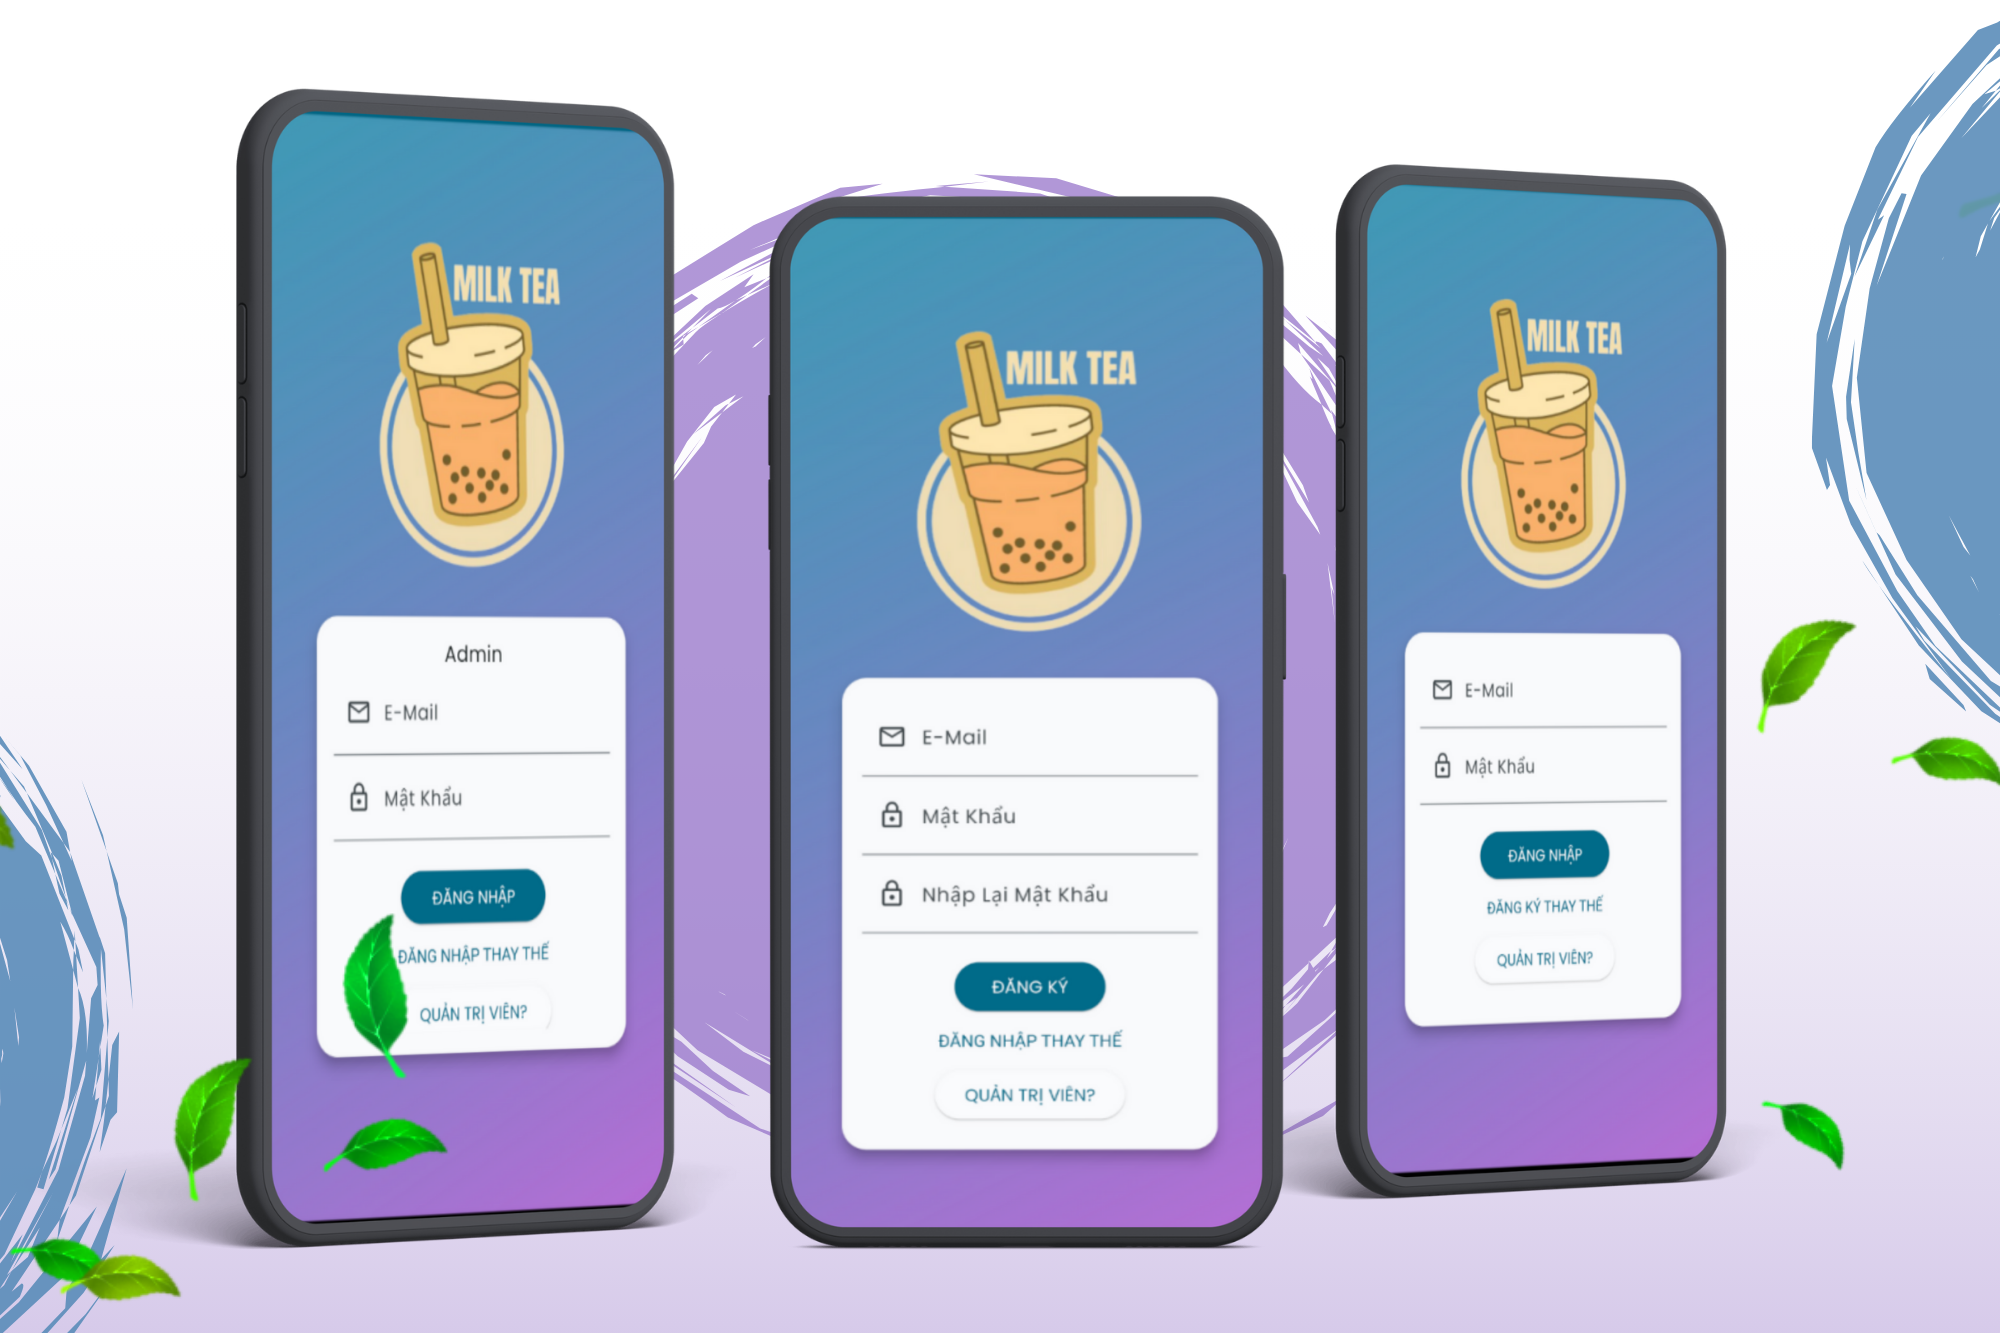 MILK TEA
Admin
E-Mail
Mật Khẩu
ĐĂNG NHẬP
ĐĂNG NHẬP THAY THẾ
QUẢN TRỊ VIÊN?
MILK TEA
E-Mail
Mật Khẩu
Nhập Lại Mật Khẩu
ĐĂNG KÝ
ĐĂNG NHẬP THAY THẾ
QUẢN TRỊ VIÊN?
MILK TEA
E-Mail
Mật Khẩu
ĐĂNG NHẬP
ĐĂNG KÝ THAY THẾ
QUẢN TRỊ VIÊN?